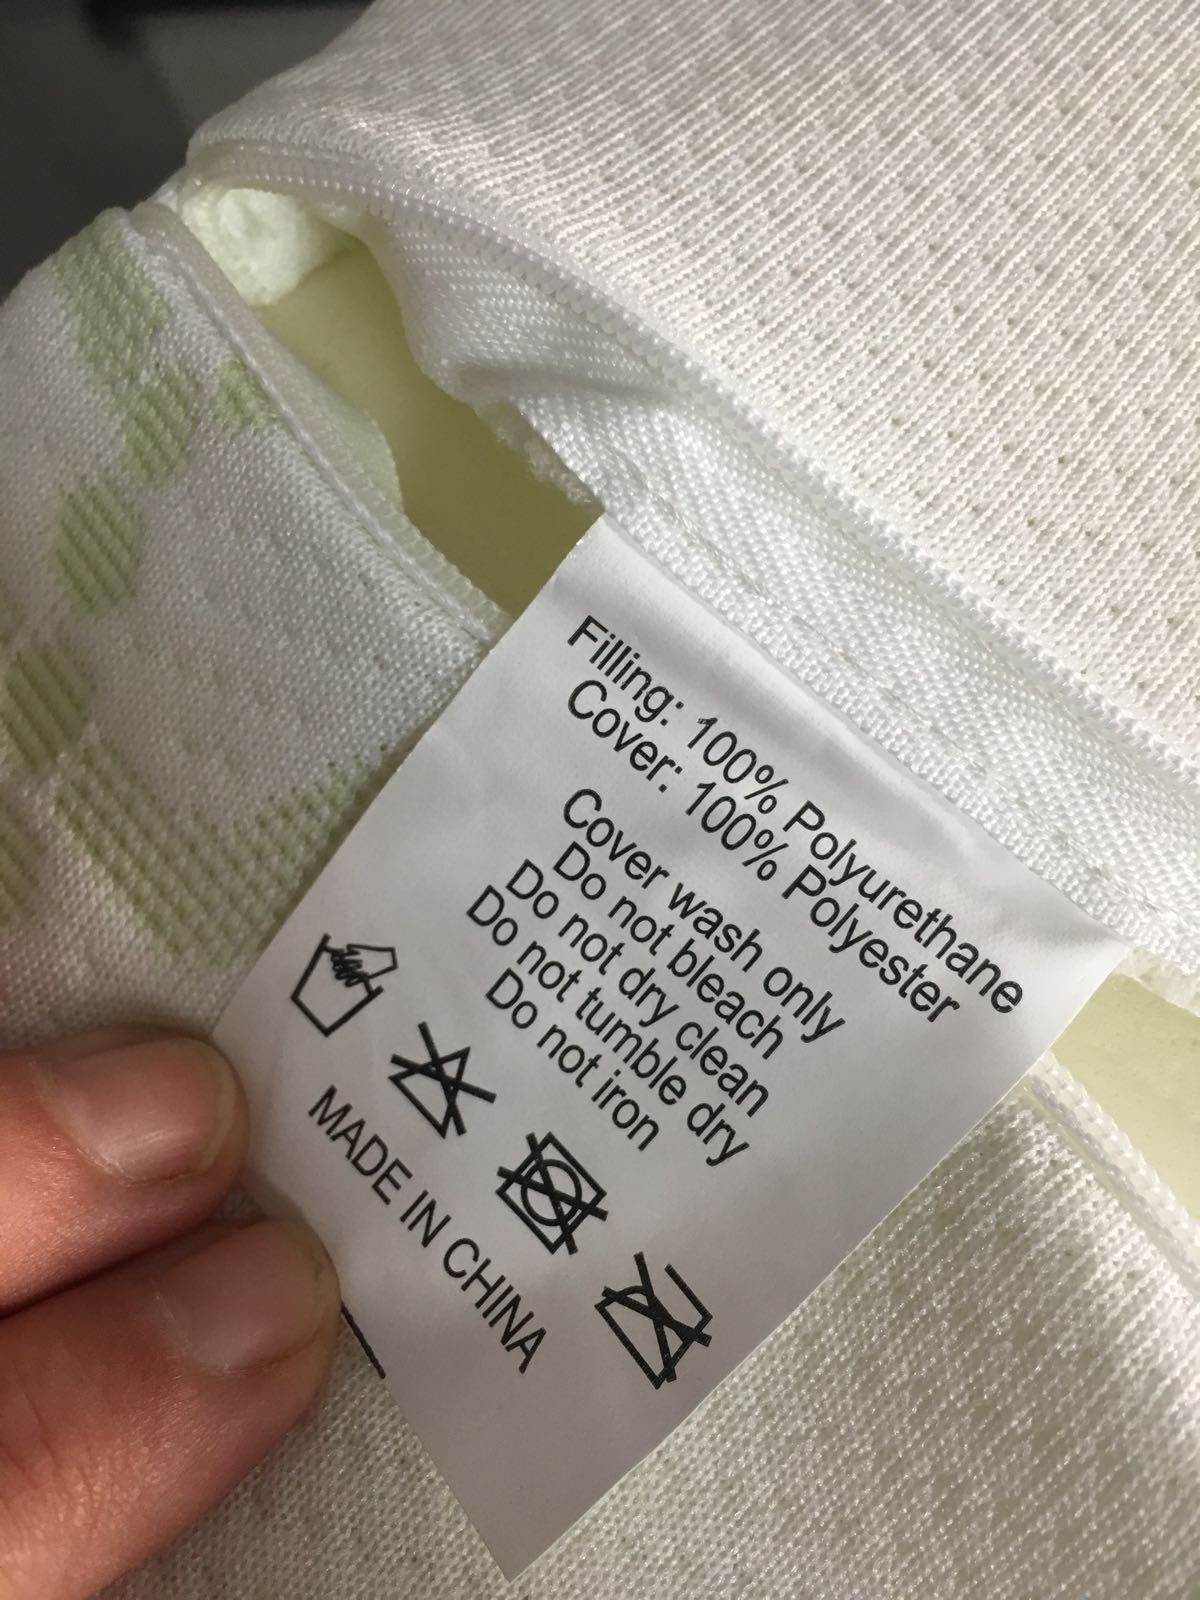 Filling: 100% Polyurethane
Cover: 100% Polyester
Cover wash only
Do not bleach
Do not dry clean
Do not tumble dry
Do not iron
MADE IN CHINA